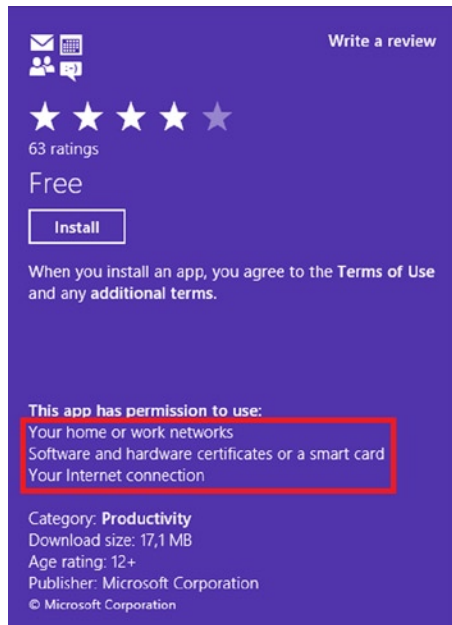 Write a review
:-)
63 ratings
Free
Install
When you install an app, you agree to the Terms of Use
and any additional terms.
This app has permission to use:
Your home or work networks
Software and hardware certificates or a smart card
Your Internet connection
Category: Productivity
Download size: 17,1 MB
Age rating: 12+
Publisher: Microsoft Corporation
© Microsoft Corporation